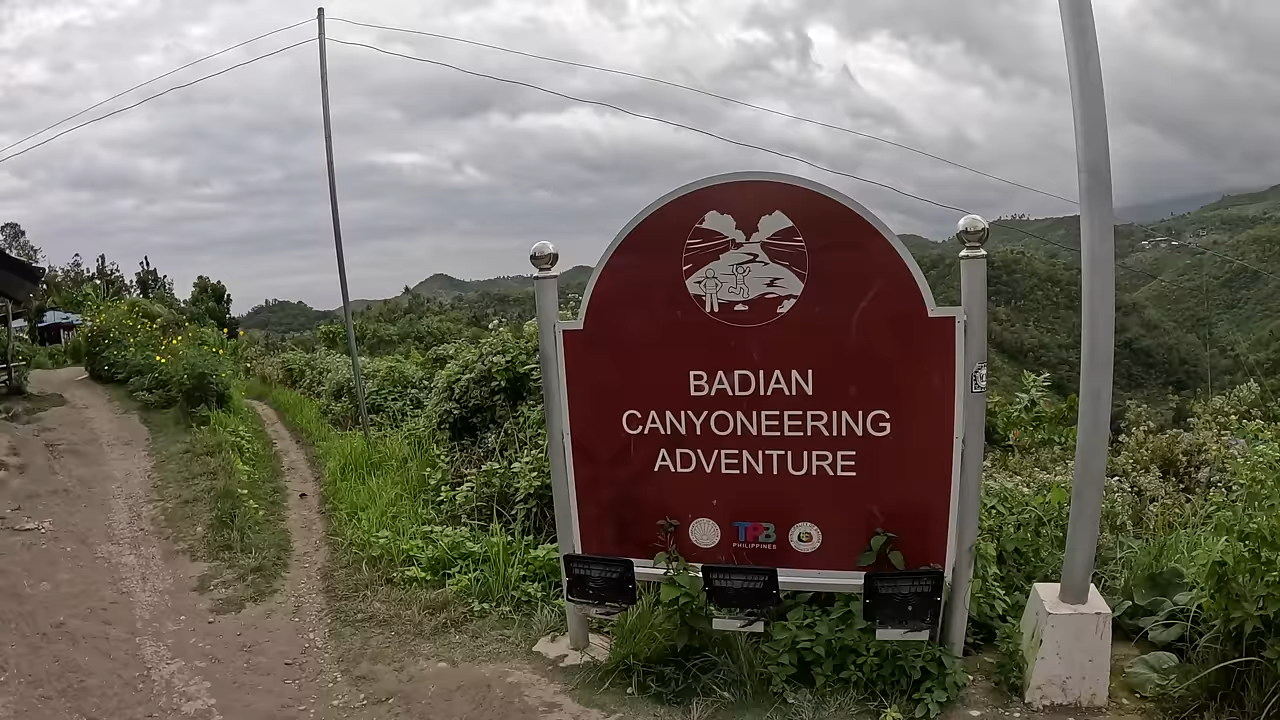 BADIAN
CANYONEERING
ADVENTURE
TPB
PHILIPPINES